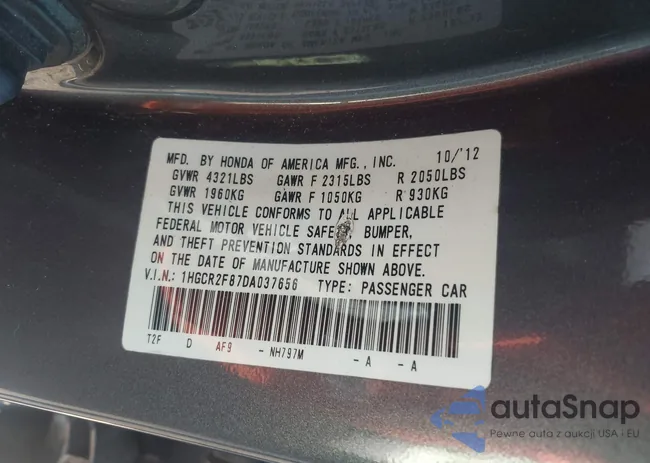 MFD. BY HONDA OF AMERICA MFG., INC. 10/'12
GVWR 4321LBS GAWR F 2315LBS R 2050LBS
GVWR 1960KG GAWR F 1050KG R 930KG
THIS VEHICLE CONFORMS TO ALL APPLICABLE
FEDERAL MOTOR VEHICLE SAFETY, BUMPER,
AND THEFT PREVENTION STANDARDS IN EFFECT
ON THE DATE OF MANUFACTURE SHOWN ABOVE.
V.I.N.: 1HGCR2F87DA037656 TYPE: PASSENGER CAR
T2F D AF9 - NH797M - A - A
autaSnap
Pewne auta z aukcji USA - EU